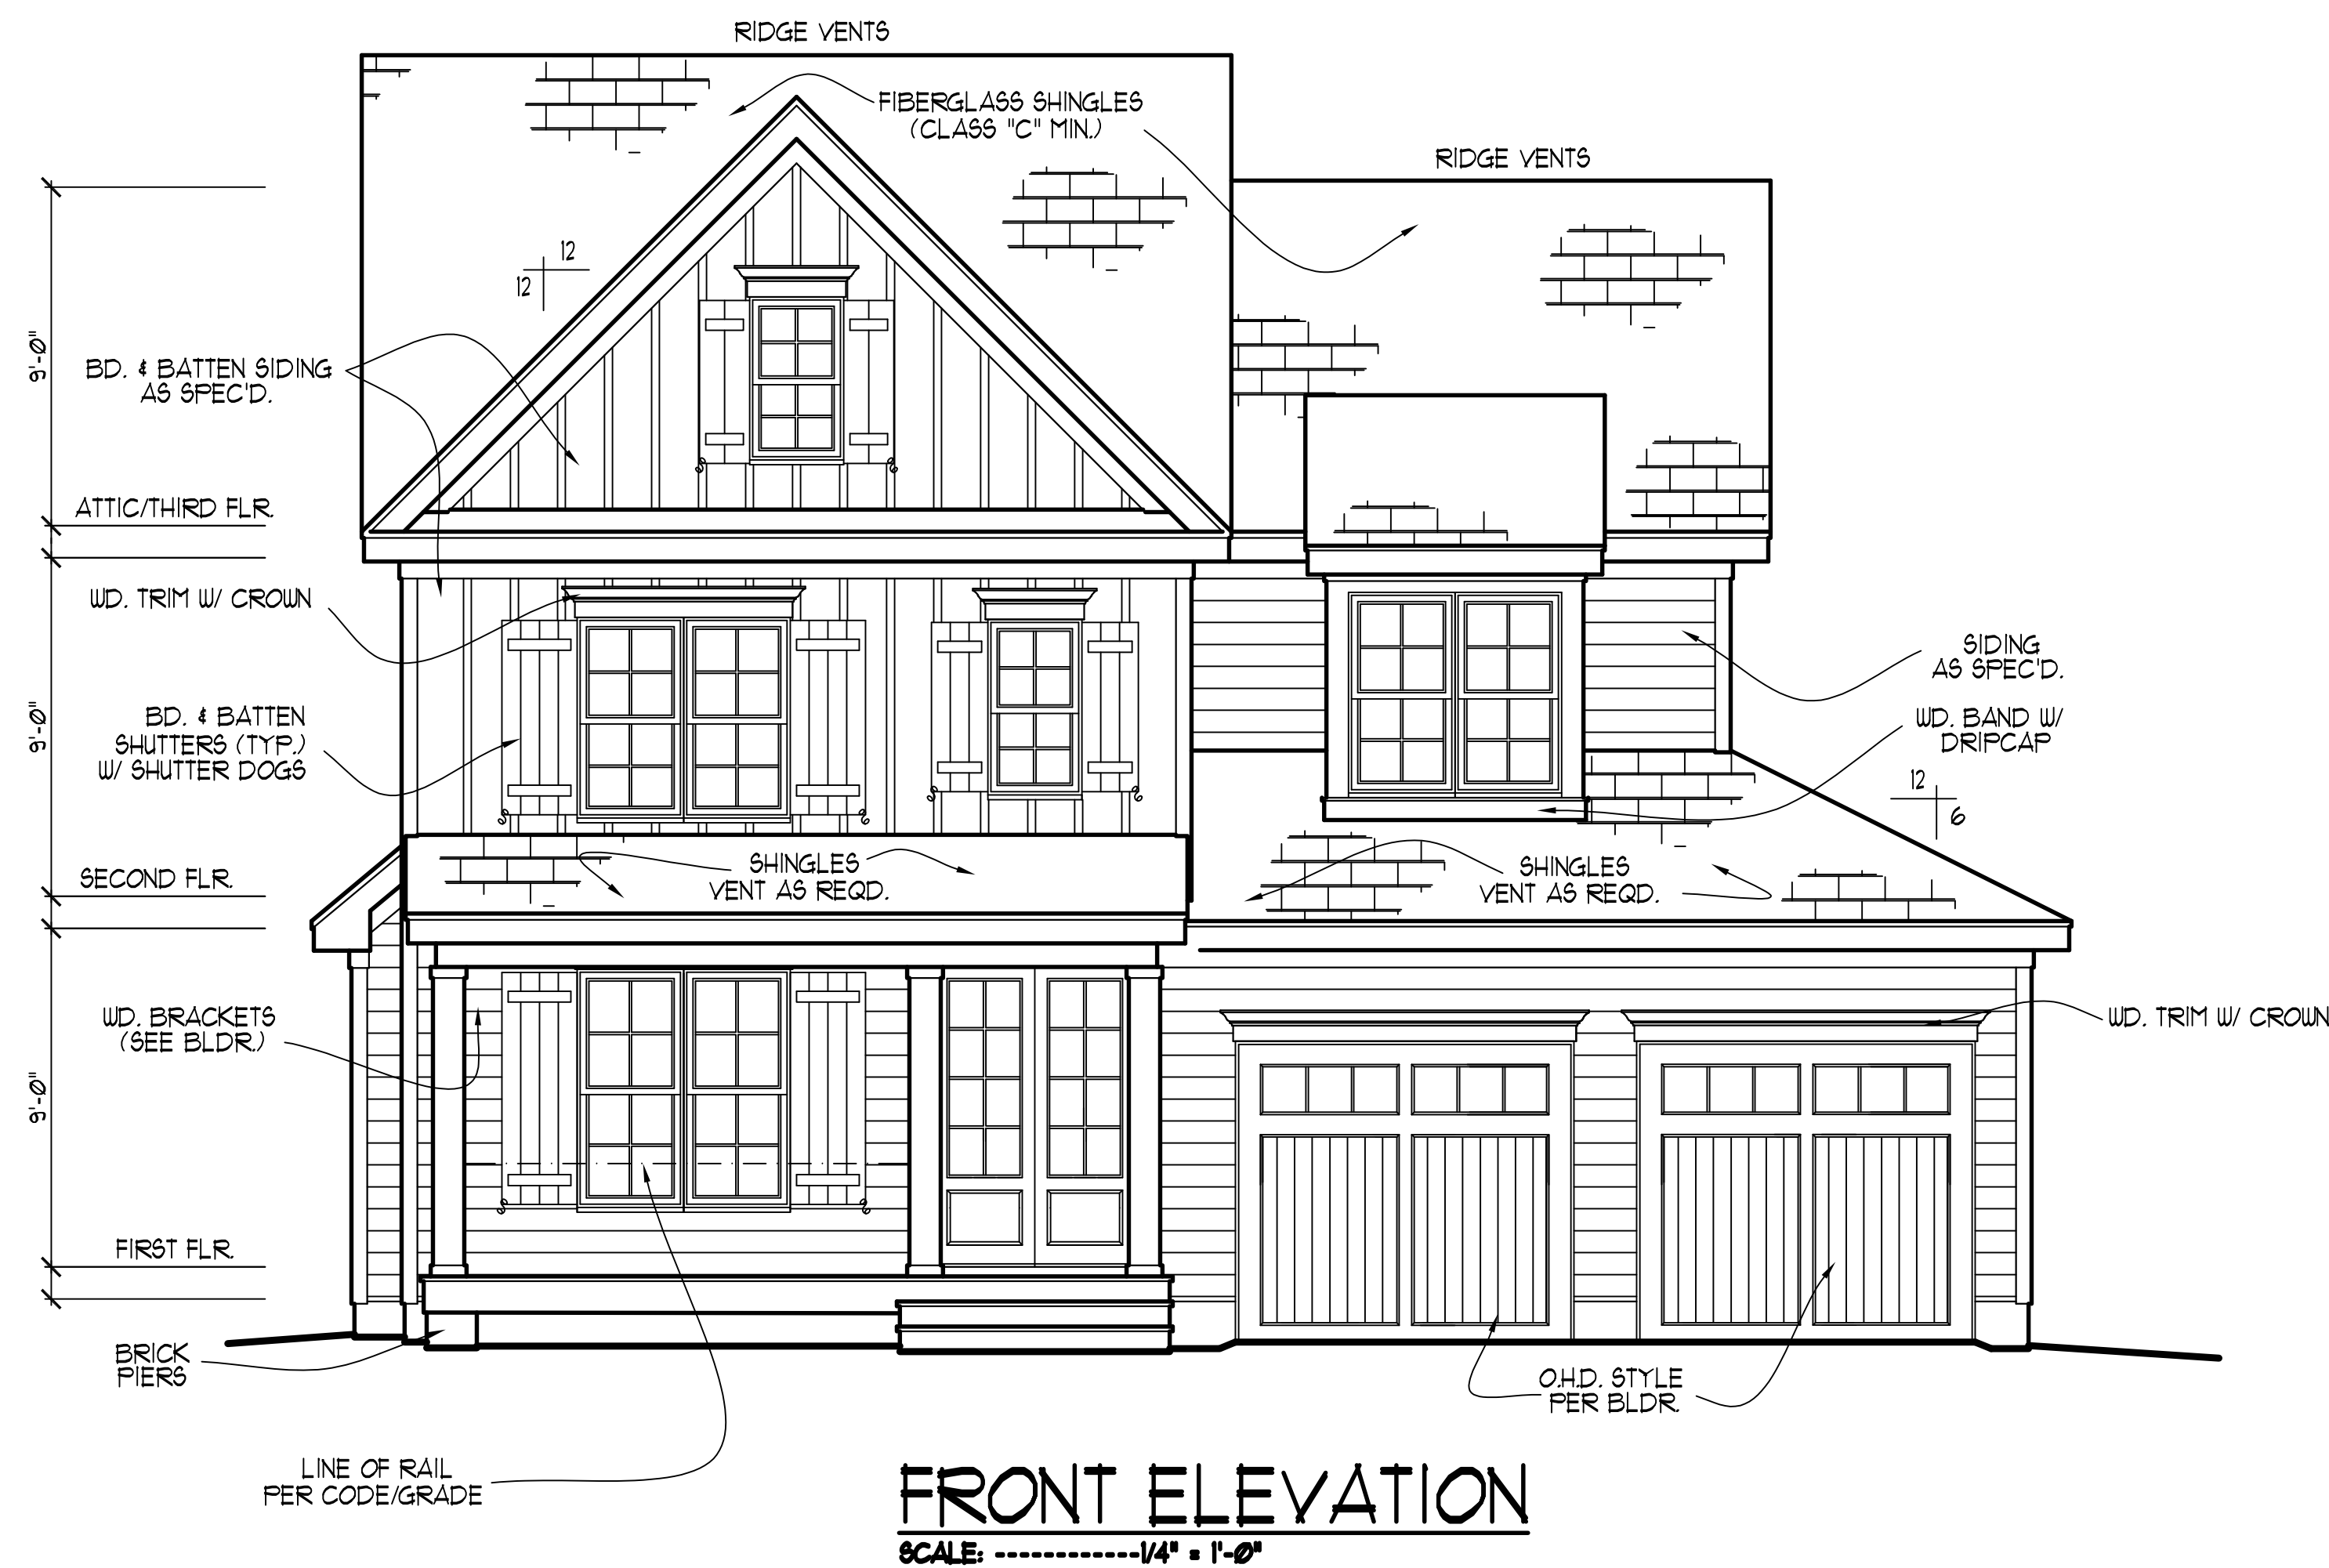 RIDGE VENTS
FIBERGLASS SHINGLES
(CLASS "C" MIN.)
RIDGE VENTS
12
12
9'-0"
BD. & BATTEN SIDING
AS SPEC'D.
ATTIC/THIRD FLR.
WD. TRIM W/ CROWN
SIDING
AS SPEC'D.
9'-0"
BD. & BATTEN
SHUTTERS (TYP.)
W/ SHUTTER DOGS
WD. BAND W/
DRIPCAP
12
6
SECOND FLR.
SHINGLES
VENT AS REQD.
SHINGLES
VENT AS REQD.
WD. BRACKETS
(SEE BLDR.)
WD. TRIM W/ CROWN
9'-0"
FIRST FLR.
BRICK
PIERS
O.H.D. STYLE
PER BLDR.
LINE OF RAIL
PER CODE/GRADE
FRONT ELEVATION
SCALE: ------------1/4" = 1'-0"